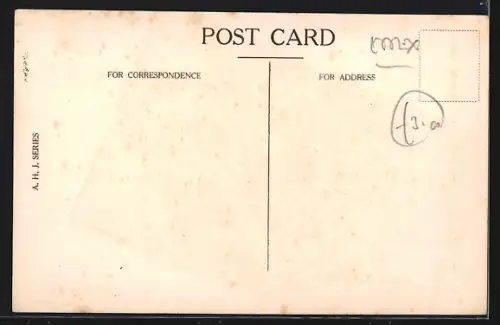 POST CARD
FOR CORRESPONDENCE
FOR ADDRESS
A. H. J. SERIES